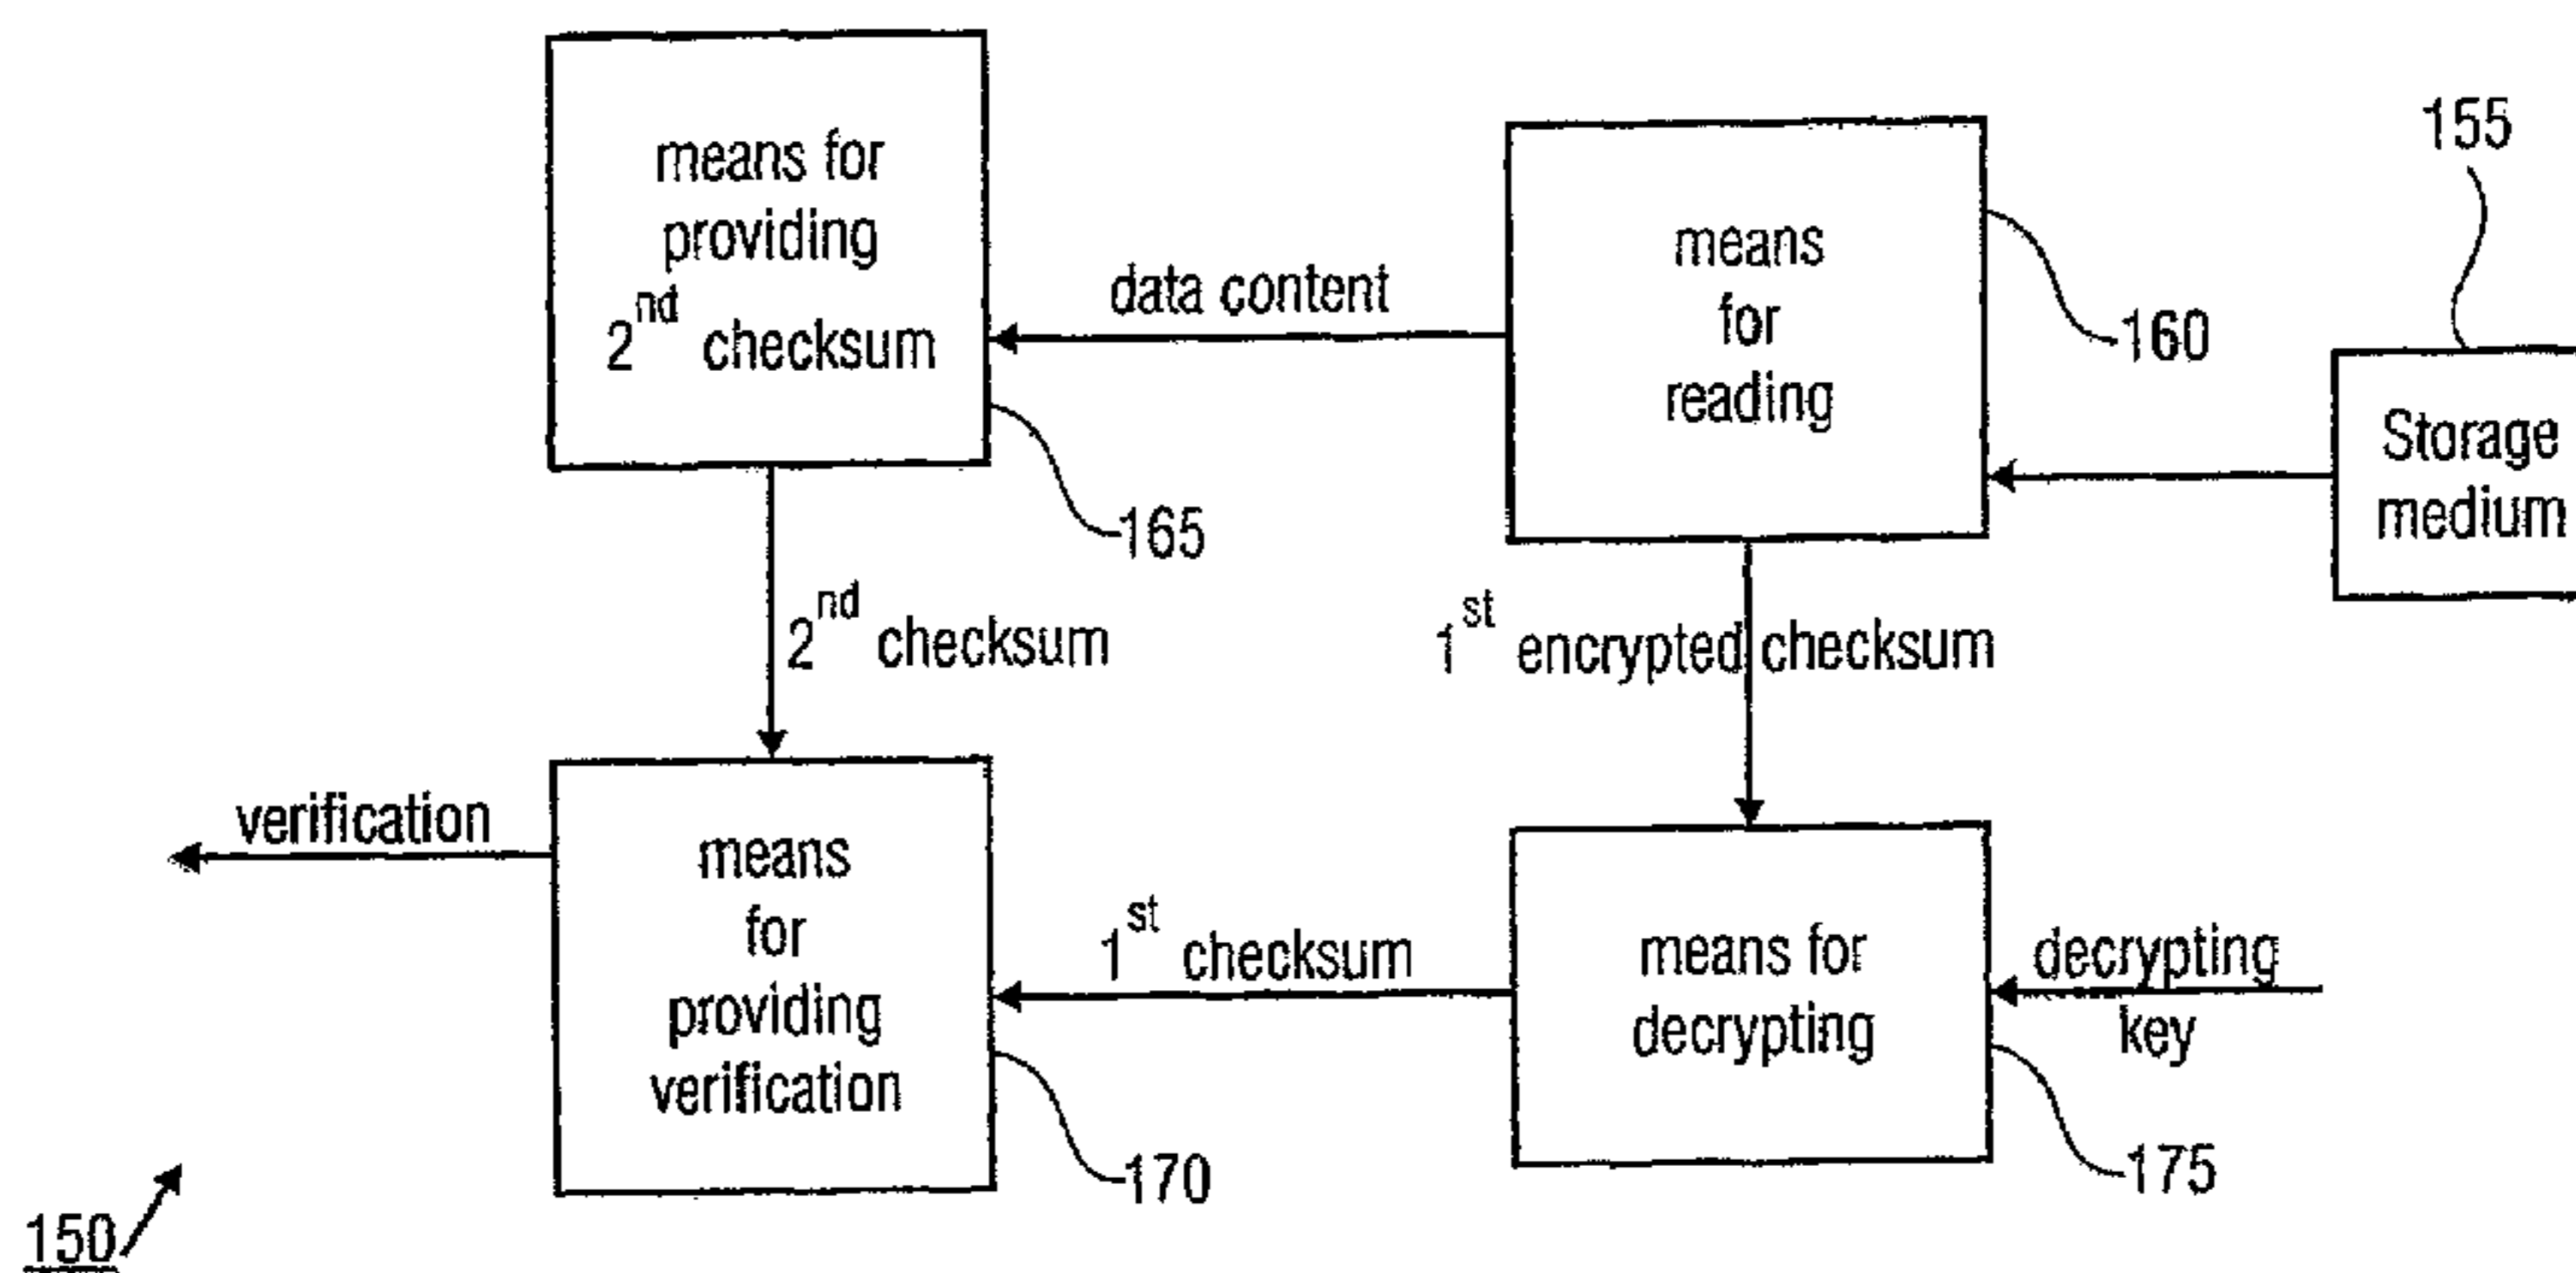 means for
providing
2nd checksum
data content
means
for
reading
155
160
Storage
medium
165
2nd checksum
1st encrypted checksum
verification
means
for
providing
verification
1st checksum
means for
decrypting
decrypting
key
170
175
150